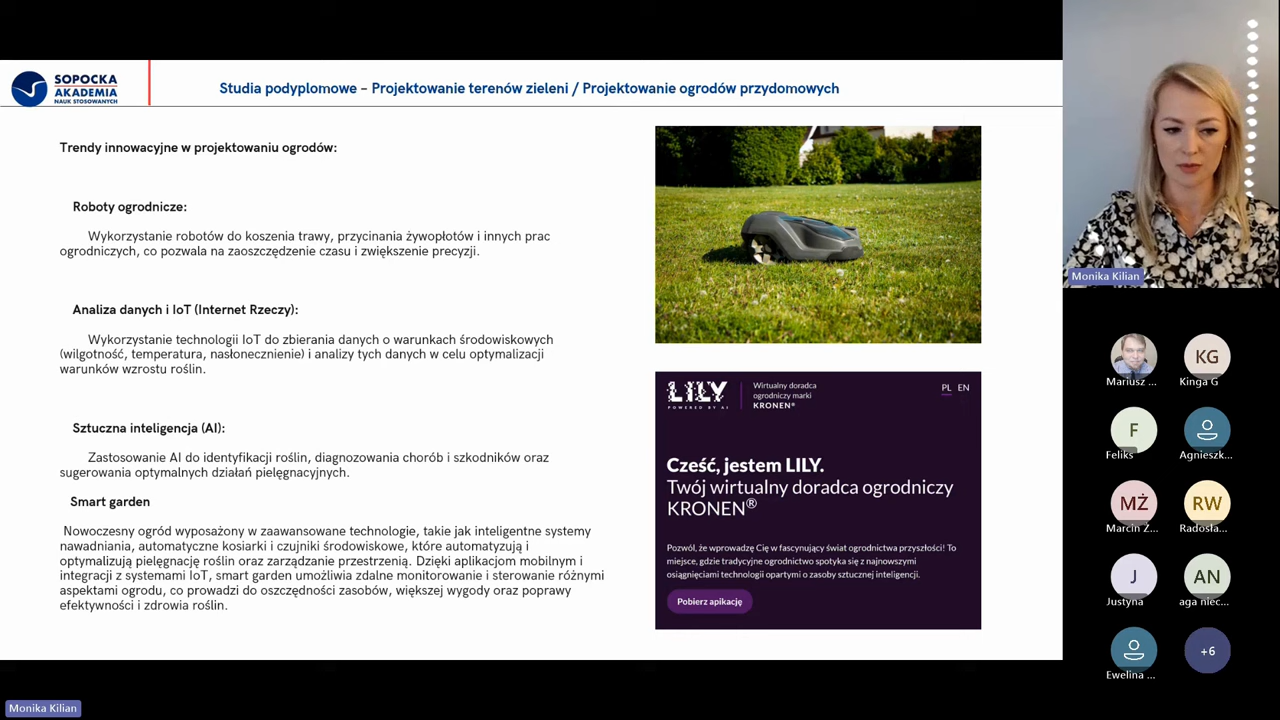 SOPOCKA
AKADEMIA
NAUK STOSOWANYCH
Studia podyplomowe – Projektowanie terenów zieleni / Projektowanie ogrodów przydomowych
Trendy innowacyjne w projektowaniu ogrodów:
Roboty ogrodnicze:
Wykorzystanie robotów do koszenia trawy, przycinania żywopłotów i innych prac
ogrodniczych, co pozwala na zaoszczędzenie czasu i zwiększenie precyzji.
Analiza danych i IoT (Internet Rzeczy):
Wykorzystanie technologii IoT do zbierania danych o warunkach środowiskowych
(wilgotność, temperatura, nasłonecznienie) i analizy tych danych w celu optymalizacji
warunków wzrostu roślin.
Sztuczna inteligencja (AI):
Zastosowanie AI do identyfikacji roślin, diagnozowania chorób i szkodników oraz
sugerowania optymalnych działań pielęgnacyjnych.
Smart garden
Nowoczesny ogród wyposażony w zaawansowane technologie, takie jak inteligentne systemy
nawadniania, automatyczne kosiarki i czujniki środowiskowe, które automatyzują i
optymalizują pielęgnację roślin oraz zarządzanie przestrzenią. Dzięki aplikacjom mobilnym i
integracji z systemami IoT, smart garden umożliwia zdalne monitorowanie i sterowanie różnymi
aspektami ogrodu, co prowadzi do oszczędności zasobów, większej wygody oraz poprawy
efektywności i zdrowia roślin.
LILY
POWERED BY AI
Wirtualny doradca
ogrodniczy marki
KRONEN®
PL EN
Cześć, jestem LILY.
Twój wirtualny doradca ogrodniczy
KRONEN®
Pozwól, że wprowadzę Cię w fascynujący świat ogrodnictwa przyszłości! To
miejsce, gdzie tradycyjne ogrodnictwo spotyka się z najnowszymi
osiągnięciami technologii opartymi o zasoby sztucznej inteligencji.
Pobierz aplikację
Monika Kilian
Mariusz ...
KG
Kinga G
F
Feliks
Agnieszk...
MŻ
Marcin Ż...
RW
Radosła...
J
Justyna
AN
aga niec...
Ewelina ...
+6
Monika Kilian